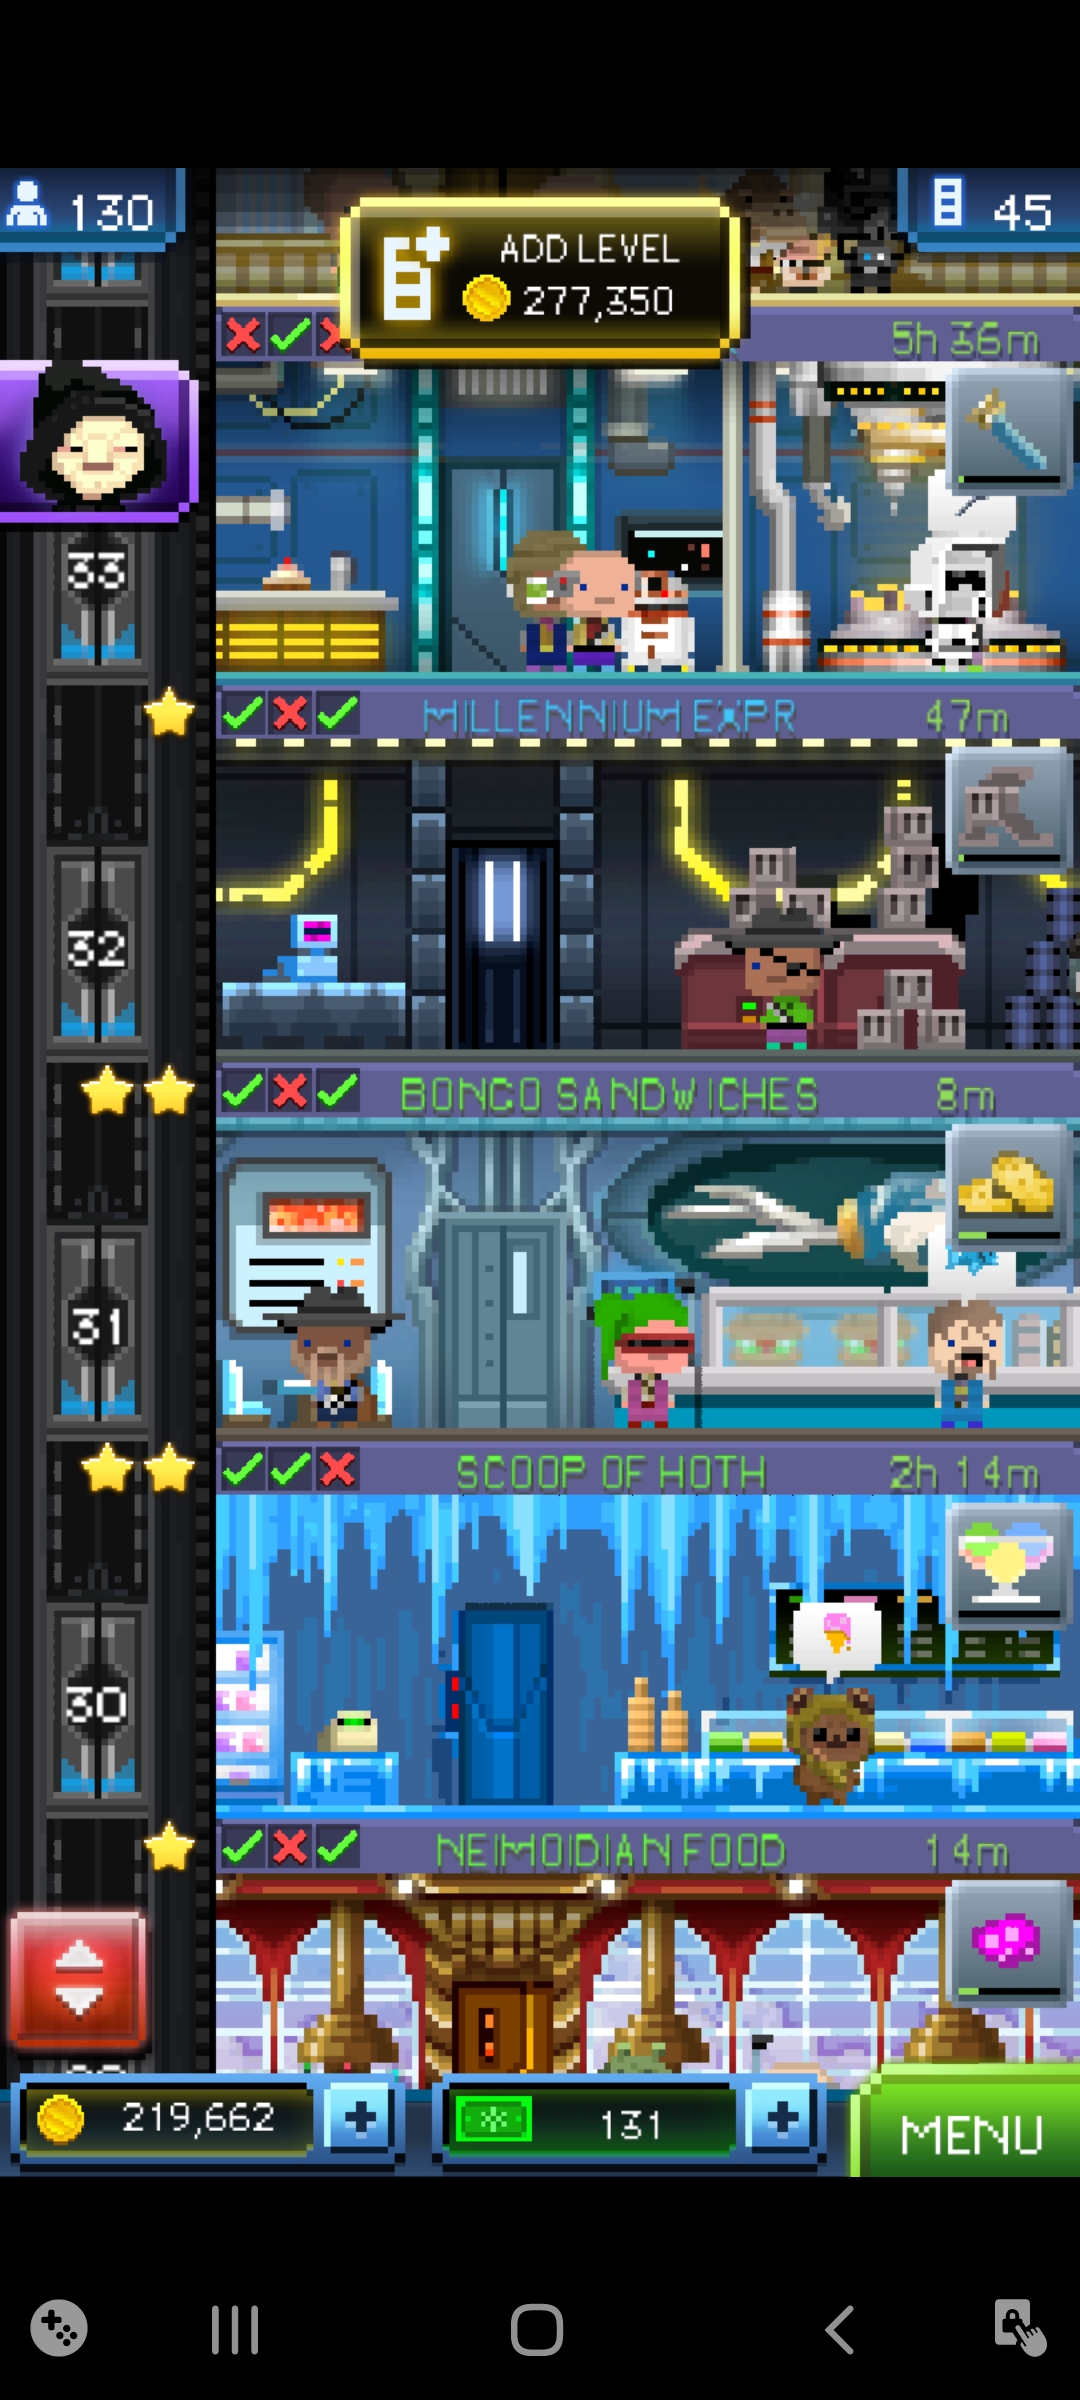 130
ADD LEVEL
277,350
45
5h 36m
33
MILLENNIUM EXPR
47m
32
BONGO SANDWICHES
8m
31
SCOOP OF HOTH
2h 14m
30
NEIMOIDIAN FOOD
14m
219,662
131
MENU